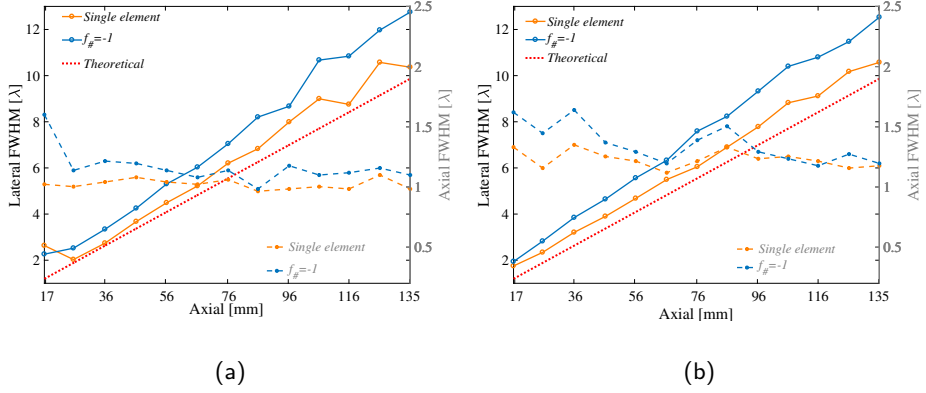 Single element
f#=-1
Theoretical
Lateral FWHM [λ]
12
10
8
6
4
2
2.5
2
1.5
1
0.5
Axial FWHM [λ]
Single element
f#=-1
17 36 56 76 96 116 135
Axial [mm]
(a)
Single element
f#=-1
Theoretical
Lateral FWHM [λ]
12
10
8
6
4
2
2.5
2
1.5
1
0.5
Axial FWHM [λ]
Single element
f#=-1
17 36 56 76 96 116 135
Axial [mm]
(b)